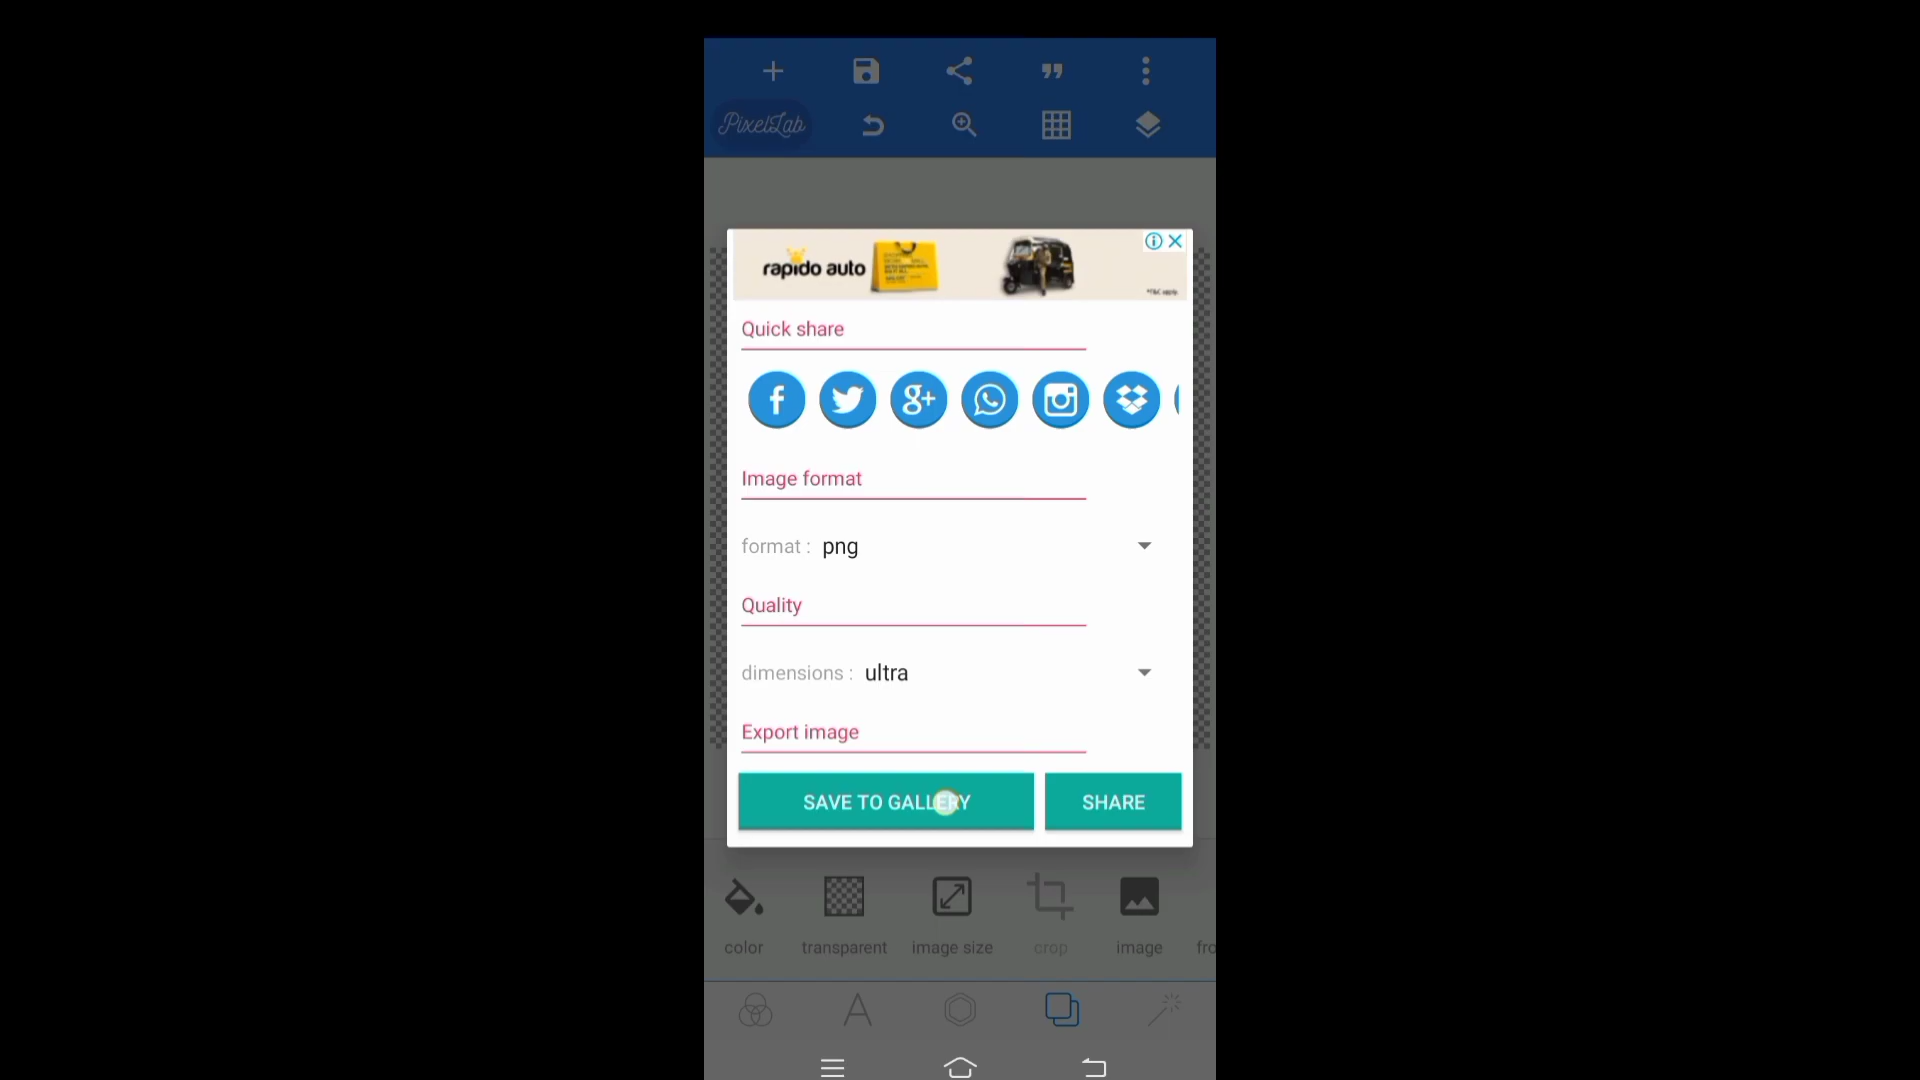 PixelLab
rapido auto
Quick share
Image format
format : png
Quality
dimensions : ultra
Export image
SAVE TO GALLERY
SHARE
color
transparent
image size
crop
image
fro